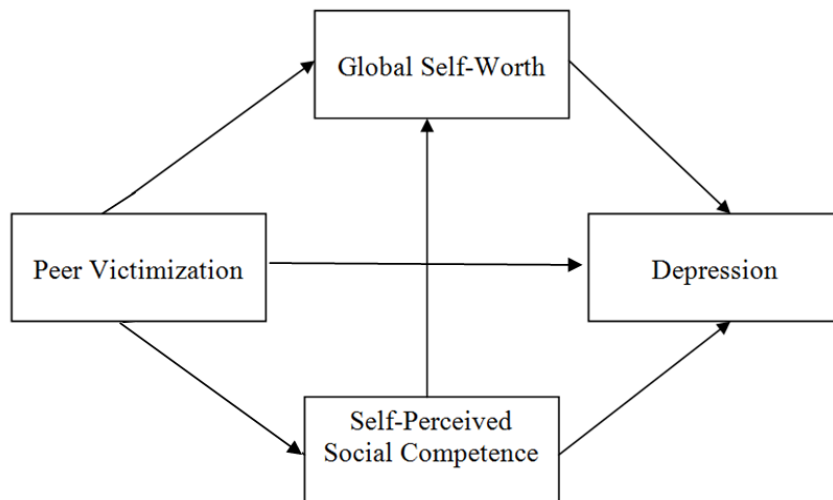 Global Self-Worth
Peer Victimization
Depression
Self-Perceived
Social Competence